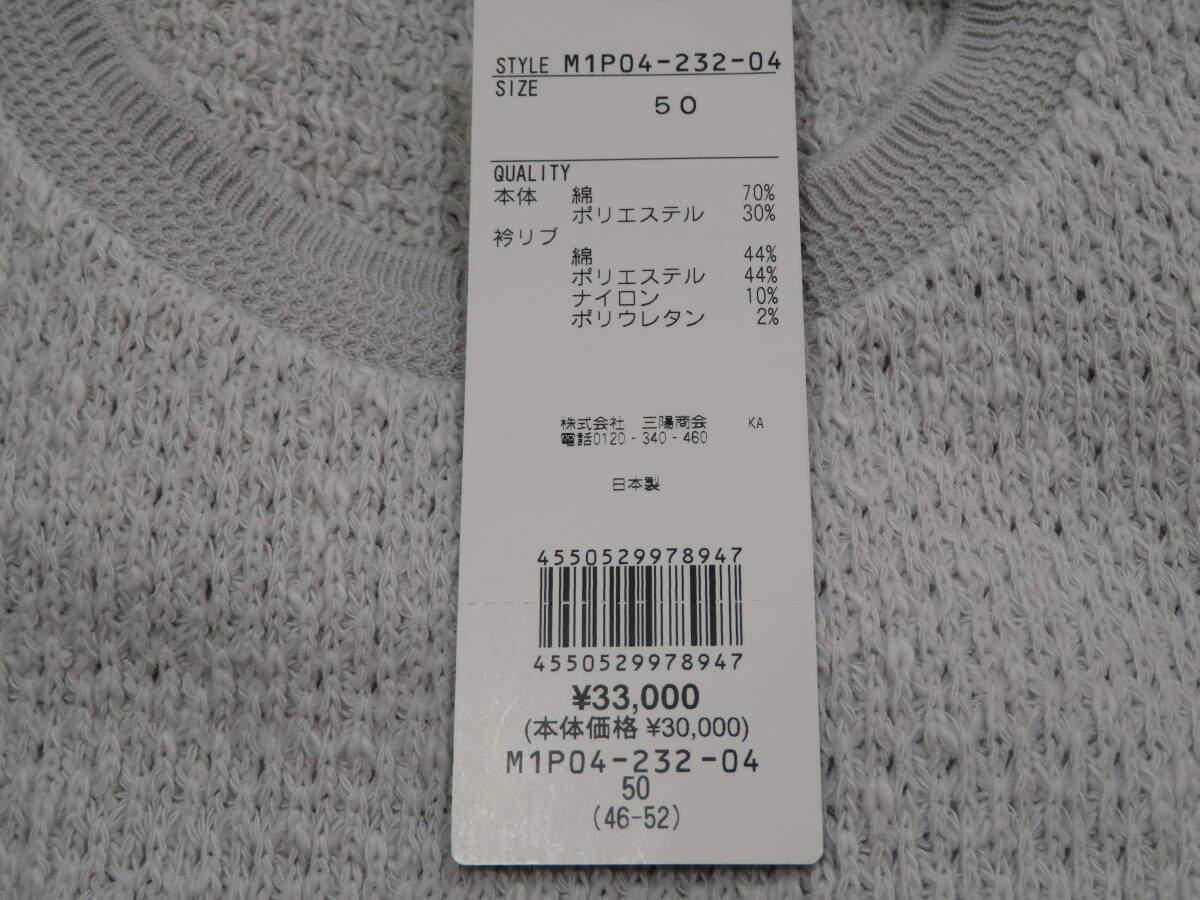 STYLE M1P04-232-04
SIZE
50
QUALITY
本体 綿 70%
ポリエステル 30%
衿リブ
綿 44%
ポリエステル 44%
ナイロン 10%
ポリウレタン 2%
株式会社 三陽商会 KA
電話0120-340-460
日本製
4550529978947
4550529978947
¥33,000
(本体価格 ¥30,000)
M1P04-232-04
50
(46-52)